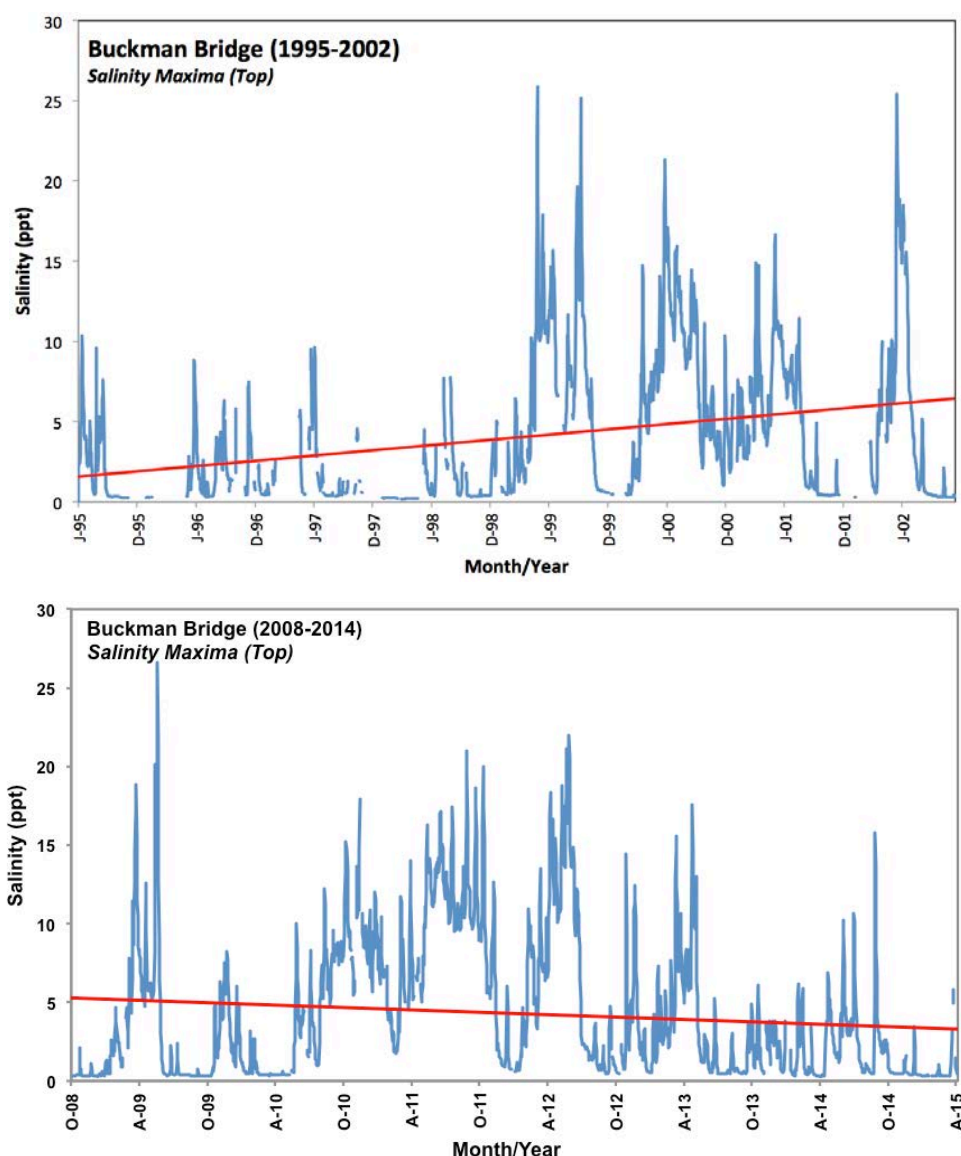 30
Buckman Bridge (1995-2002)
Salinity Maxima (Top)
25
20
15
10
5
0
Salinity (ppt)
J-95
D-95
J-96
D-96
J-97
D-97
J-98
D-98
J-99
D-99
J-00
D-00
J-01
D-01
J-02
Month/Year
30
Buckman Bridge (2008-2014)
Salinity Maxima (Top)
25
20
15
10
5
0
Salinity (ppt)
O-08
A-09
O-09
A-10
O-10
A-11
O-11
A-12
O-12
A-13
O-13
A-14
O-14
A-15
Month/Year